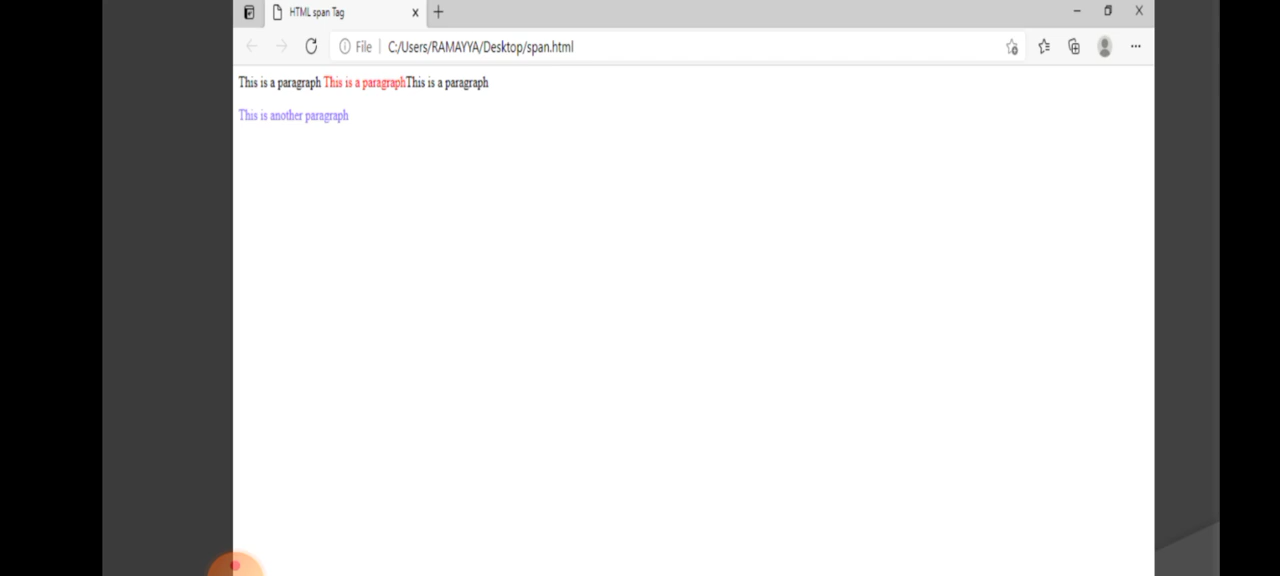 HTML span Tag
File C:/Users/RAMAYYA/Desktop/span.html
This is a paragraph This is a paragraphThis is a paragraph
This is another paragraph